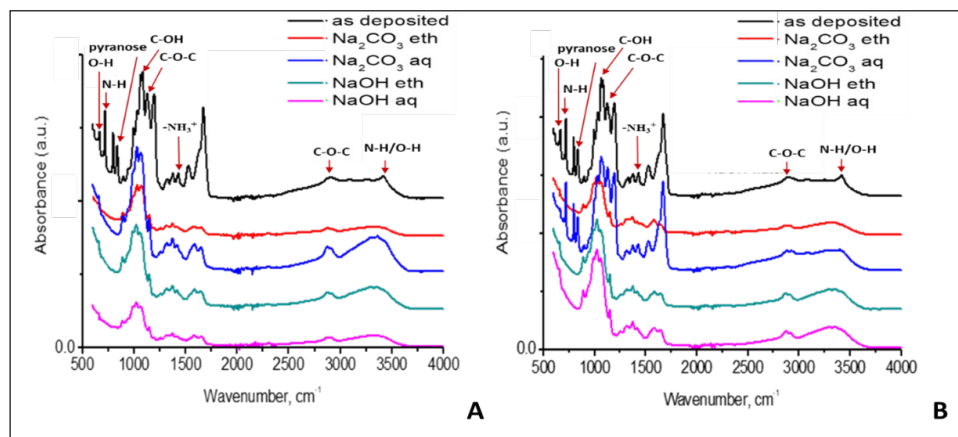 as deposited
Na₂CO₃ eth
Na₂CO₃ aq
NaOH eth
NaOH aq
C-OH
pyranose
C-O-C
O-H
N-H
-NH₃⁺
C-O-C
N-H/O-H
Absorbance (a.u.)
0.0
500 1000 1500 2000 2500 3000 3500 4000
Wavenumber, cm⁻¹
A
as deposited
Na₂CO₃ eth
Na₂CO₃ aq
NaOH eth
NaOH aq
C-OH
pyranose
C-O-C
O-H
N-H
-NH₃⁺
C-O-C
N-H/O-H
Absorbance (a.u.)
0.0
500 1000 1500 2000 2500 3000 3500 4000
Wavenumber, cm⁻¹
B